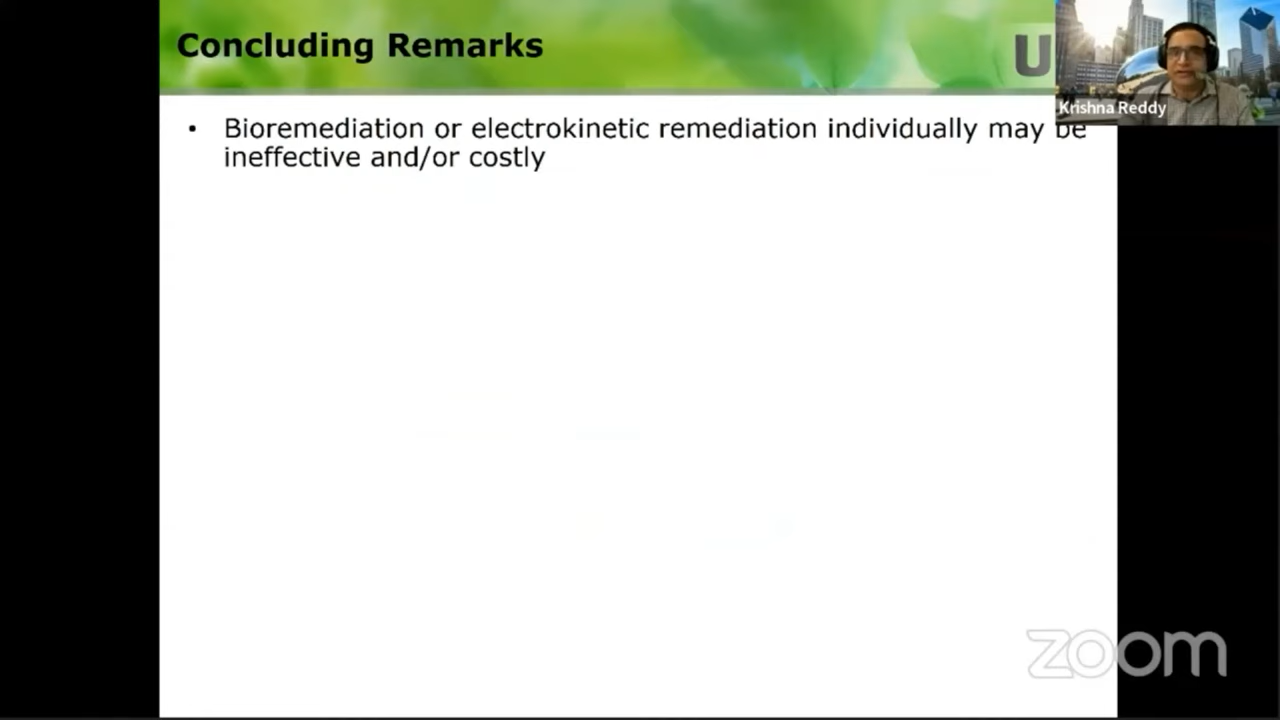 Concluding Remarks
U
Krishna Reddy
• Bioremediation or electrokinetic remediation individually may be
ineffective and/or costly
zoom